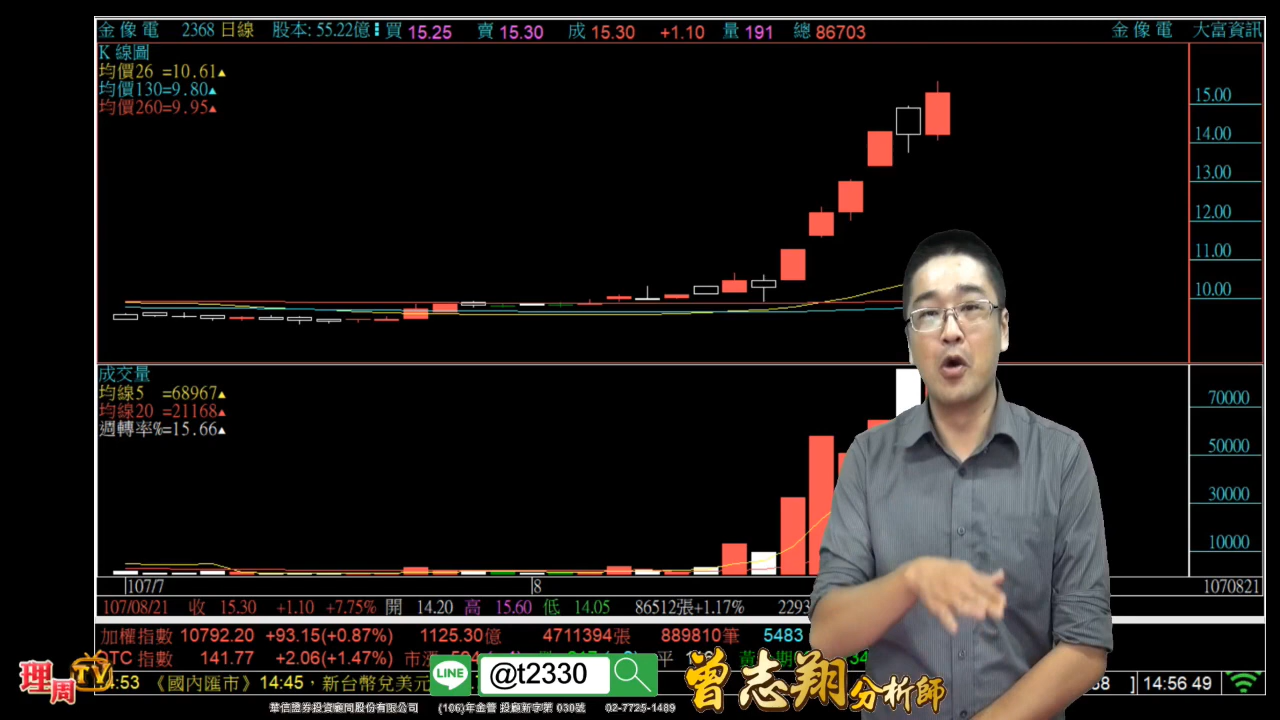 金像電 2368 日線 股本: 55.22億 買 15.25 賣 15.30 成 15.30 +1.10 量 191 總 86703 金像電 大富資訊
K 線圖
均價26 =10.61▲
均價130=9.80▲
均價260=9.95▲
15.00
14.00
13.00
12.00
11.00
10.00
成交量
均線5 =68967▲
均線20 =21168▲
週轉率%=15.66▲
70000
50000
30000
10000
107/7 8 1070821
107/08/21 收 15.30 +1.10 +7.75% 開 14.20 高 15.60 低 14.05 86512張+1.17% 2293
加權指數 10792.20 +93.15(+0.87%) 1125.30億 4711394張 889810筆 5483
OTC 指數 141.77 +2.06(+1.47%) 市漲 平
4:53 《國內匯市》14:45，新台幣兌美元 ] 14:56 49
理周TV
LINE @t2330
曾志翔分析師
華信證券投資顧問股份有限公司 (106)年金管 投顧新字第 030號 02-7725-1489